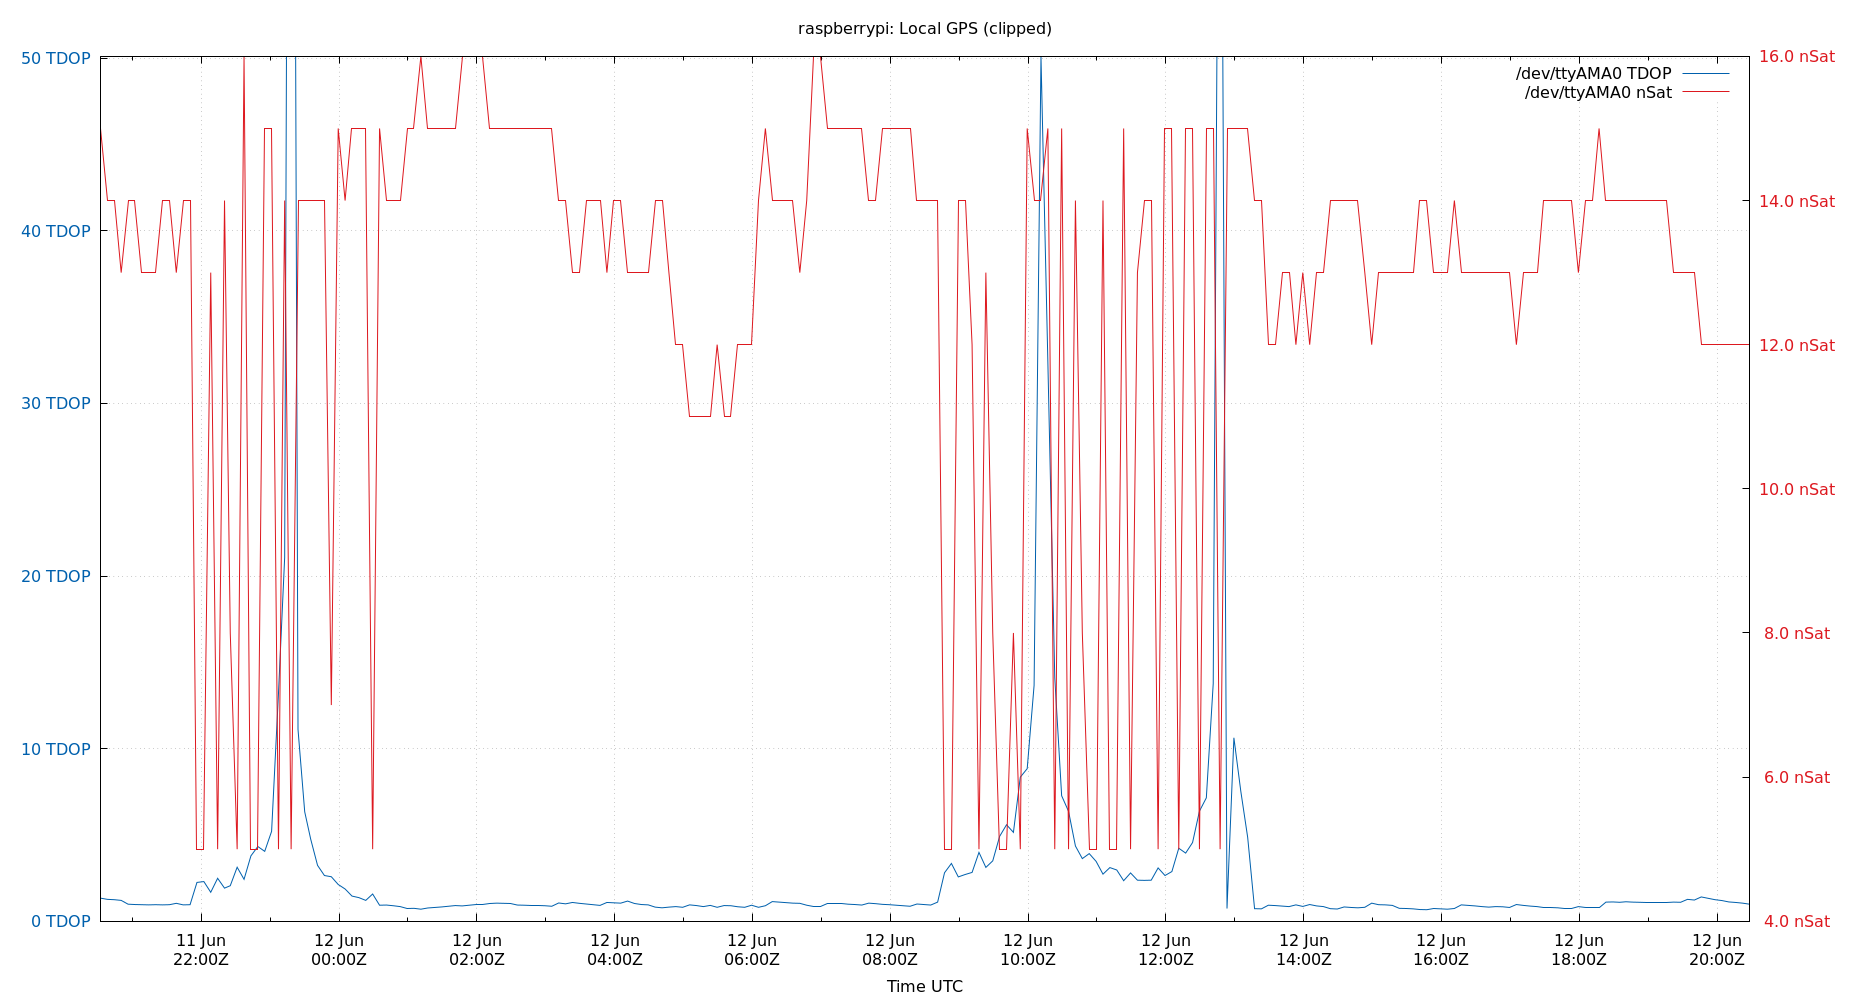 raspberrypi: Local GPS (clipped)
50 TDOP
40 TDOP
30 TDOP
20 TDOP
10 TDOP
0 TDOP
16.0 nSat
14.0 nSat
12.0 nSat
10.0 nSat
8.0 nSat
6.0 nSat
4.0 nSat
/dev/ttyAMA0 TDOP
/dev/ttyAMA0 nSat
11 Jun
22:00Z
12 Jun
00:00Z
12 Jun
02:00Z
12 Jun
04:00Z
12 Jun
06:00Z
12 Jun
08:00Z
12 Jun
10:00Z
12 Jun
12:00Z
12 Jun
14:00Z
12 Jun
16:00Z
12 Jun
18:00Z
12 Jun
20:00Z
Time UTC